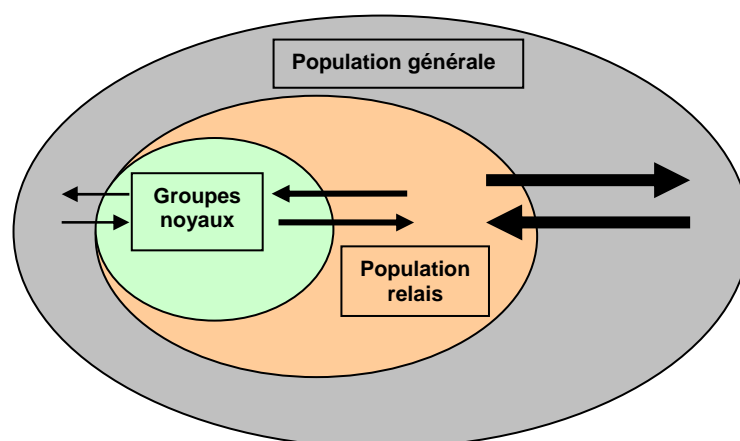 Population générale
Groupes
noyaux
Population
relais